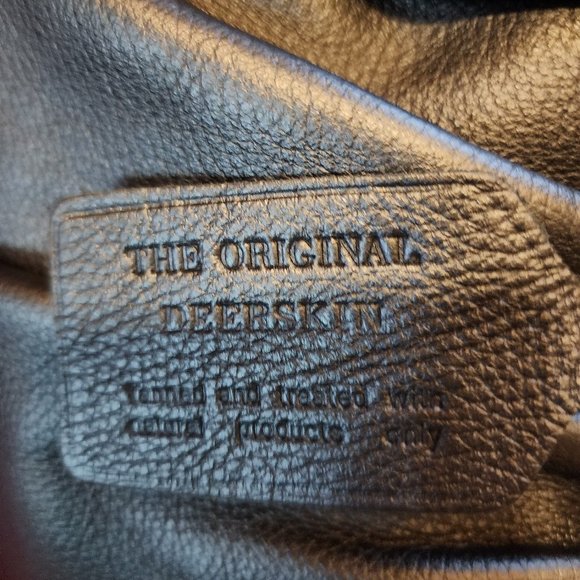 THE ORIGINAL
DEERSKIN
Tanned and treated with
natural products only